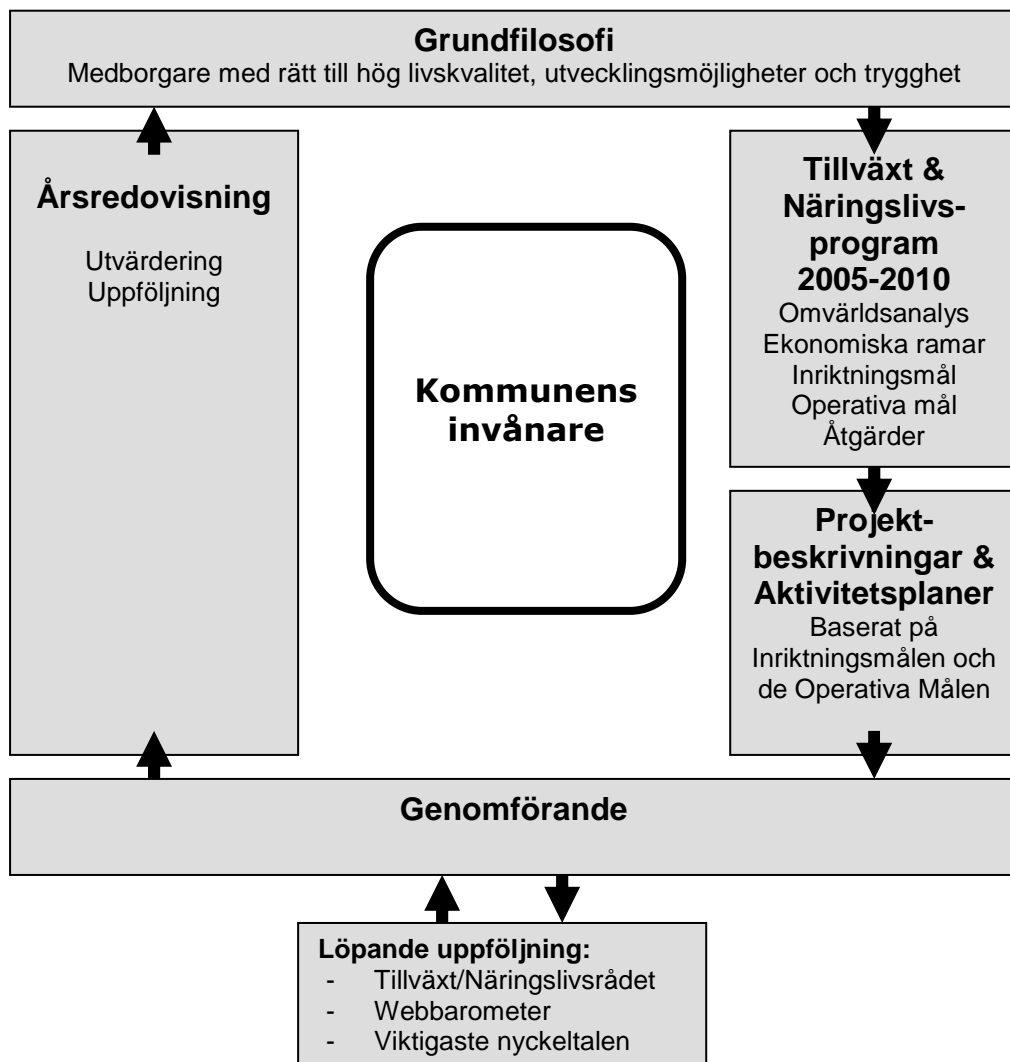 Grundfilosofi
Medborgare med rätt till hög livskvalitet, utvecklingsmöjligheter och trygghet
Årsredovisning
Utvärdering
Uppföljning
Kommunens
invånare
Tillväxt &
Näringslivs-
program
2005-2010
Omvärldsanalys
Ekonomiska ramar
Inriktningsmål
Operativa mål
Åtgärder
Projekt-
beskrivningar &
Aktivitetsplaner
Baserat på
Inriktningsmålen och
de Operativa Målen
Genomförande
Löpande uppföljning:
- Tillväxt/Näringslivsrådet
- Webbarometer
- Viktigaste nyckeltalen